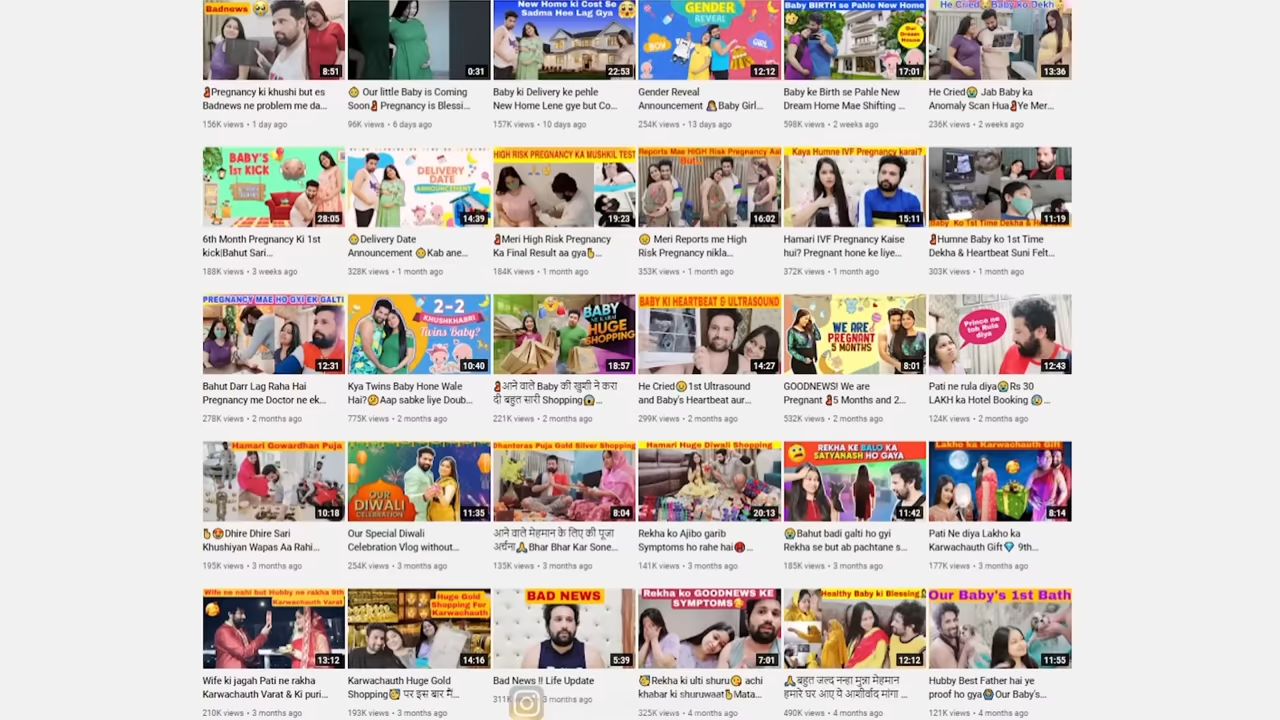 Badnews
New Home ki Cost Se
Sadma Hee Lag Gya
GENDER
REVEAL
BOY
GIRL
Baby BIRTH se Pahle New Home
Our
Dream
House
He Cried Baby ko Dekh
8:51
0:31
22:53
12:12
17:01
13:36
🤰Pregnancy ki khushi but es
Badnews ne problem me da...
Our little Baby is Coming
Soon🤰Pregnancy is Blessi...
Baby ki Delivery ke pehle
New Home Lene gye but Co...
Gender Reveal
Announcement Baby Girl...
Baby ke Birth se Pahle New
Dream Home Mae Shifting ...
He Cried😭 Jab Baby ka
Anomaly Scan Hua🤰Ye Mer...
156K views • 1 day ago
96K views • 6 days ago
157K views • 10 days ago
254K views • 13 days ago
598K views • 2 weeks ago
236K views • 2 weeks ago
BABY'S
1ST KICK
DELIVERY
DATE
ANNOUNCEMENT
HIGH RISK PREGNANCY KA MUSHKIL TEST
Reports Mae HIGH RISK Pregnancy Aai
But..
Kaya Humne IVF Pregnancy karai?
Baby Ko 1st Time Dekha &
28:05
14:39
19:23
16:02
15:11
11:19
6th Month Pregnancy Ki 1st
kick|Bahut Sari...
Delivery Date
Announcement Kab ane...
🤰Meri High Risk Pregnancy
Ka Final Result aa gya...
Meri Reports me High
Risk Pregnancy nikla...
Hamari IVF Pregnancy Kaise
hui? Pregnant hone ke liye...
🤰Humne Baby ko 1st Time
Dekha & Heartbeat Suni Felt...
188K views • 3 weeks ago
328K views • 1 month ago
184K views • 1 month ago
353K views • 1 month ago
372K views • 1 month ago
303K views • 1 month ago
PREGNANCY MAE HO GYI EK GALTI
2-2
KHUSHKHABRI
Twins Baby?
BABY
NE KARAI
HUGE
SHOPPING
BABY KI HEARTBEAT & ULTRASOUND
WE ARE
PREGNANT
5 MONTHS
Prince ne
toh Rula
diya
12:31
10:40
18:57
14:27
8:01
12:43
Bahut Darr Lag Raha Hai
Pregnancy me Doctor ne ek...
Kya Twins Baby Hone Wale
Hai?Aap sabke liye Doub...
🤰आने वाले Baby की खुशी ने करा
दी बहुत सारी Shopping😱...
He Cried1st Ultrasound
and Baby's Heartbeat aur...
GOODNEWS! We are
Pregnant 🤰5 Months and 2...
Pati ne rula diya😭Rs 30
LAKH ka Hotel Booking ...
278K views • 2 months ago
775K views • 2 months ago
221K views • 2 months ago
299K views • 2 months ago
532K views • 2 months ago
124K views • 2 months ago
Hamari Gowardhan Puja
OUR
DIWALI
CELEBRATION
Dhanteras Puja Gold Silver Shopping
Hamari Huge Diwali Shopping
REKHA KE BALO KA
SATYANASH HO GAYA
Lakho ka Karwachauth Gift
10:18
11:35
8:04
20:13
11:42
8:14
Dhire Dhire Sari
Khushiyan Wapas Aa Rahi...
Our Special Diwali
Celebration Vlog without...
आने वाले मेहमान के लिए की पूजा
अर्चना🙏Bhar Bhar Kar Sone...
Rekha ko Ajibo garib
Symptoms ho rahe hai...
😭Bahut badi galti ho gyi
Rekha se but ab pachtane s...
Pati Ne diya Lakho ka
Karwachauth Gift💎 9th...
195K views • 3 months ago
254K views • 3 months ago
135K views • 3 months ago
141K views • 3 months ago
185K views • 3 months ago
177K views • 3 months ago
Wife ne nahi but Hubby ne rakha 9th
Karwachauth Varat
Huge Gold
Shopping For
Karwachauth
BAD NEWS
Rekha ko GOODNEWS KE
SYMPTOMS
Healthy Baby ki Blessing
Our Baby's 1st Bath
13:12
14:16
5:39
7:01
12:12
11:55
Wife ki jagah Pati ne rakha
Karwachauth Varat & Ki puri...
Karwachauth Huge Gold
Shopping पर इस बार मैं...
Bad News !! Life Update
Rekha ki ulti shuru achi
khabar ki shuruwaatMata...
🙏बहुत जल्द नन्हा मुन्ना मेहमान
हमारे घर आए ये आशीर्वाद मांगा ...
Hubby Best Father hai ye
proof ho gyaOur Baby's...
210K views • 3 months ago
193K views • 3 months ago
311K 3 months ago
325K views • 4 months ago
490K views • 4 months ago
121K views • 4 months ago